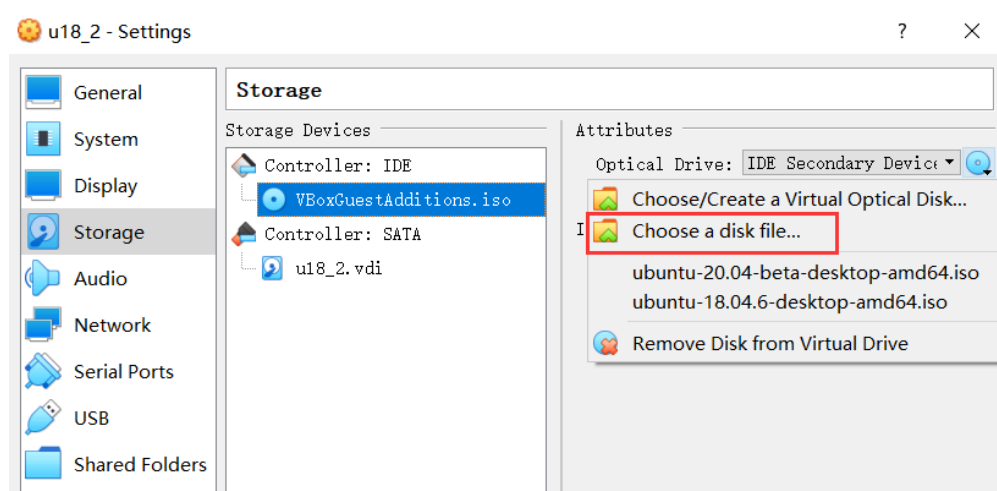 u18_2 - Settings
?
General
System
Display
Storage
Audio
Network
Serial Ports
USB
Shared Folders
Storage
Storage Devices
Controller: IDE
VBoxGuestAdditions.iso
Controller: SATA
u18_2.vdi
Attributes
Optical Drive: IDE Secondary Device
I
Choose/Create a Virtual Optical Disk...
Choose a disk file...
ubuntu-20.04-beta-desktop-amd64.iso
ubuntu-18.04.6-desktop-amd64.iso
Remove Disk from Virtual Drive